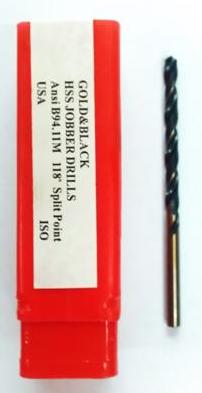 GOLD&BLACK
HSS JOBBER DRILLS
Ansi B94.11M 118° Split Point
USA ISO